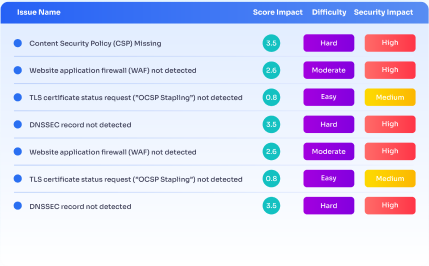 Issue Name Score Impact Difficulty Security Impact
Content Security Policy (CSP) Missing 3.5 Hard High
Website application firewall (WAF) not detected 2.6 Moderate High
TLS certificate status request ("OCSP Stapling") not detected 0.8 Easy Medium
DNSSEC record not detected 3.5 Hard High
Website application firewall (WAF) not detected 2.6 Moderate High
TLS certificate status request ("OCSP Stapling") not detected 0.8 Easy Medium
DNSSEC record not detected 3.5 Hard High